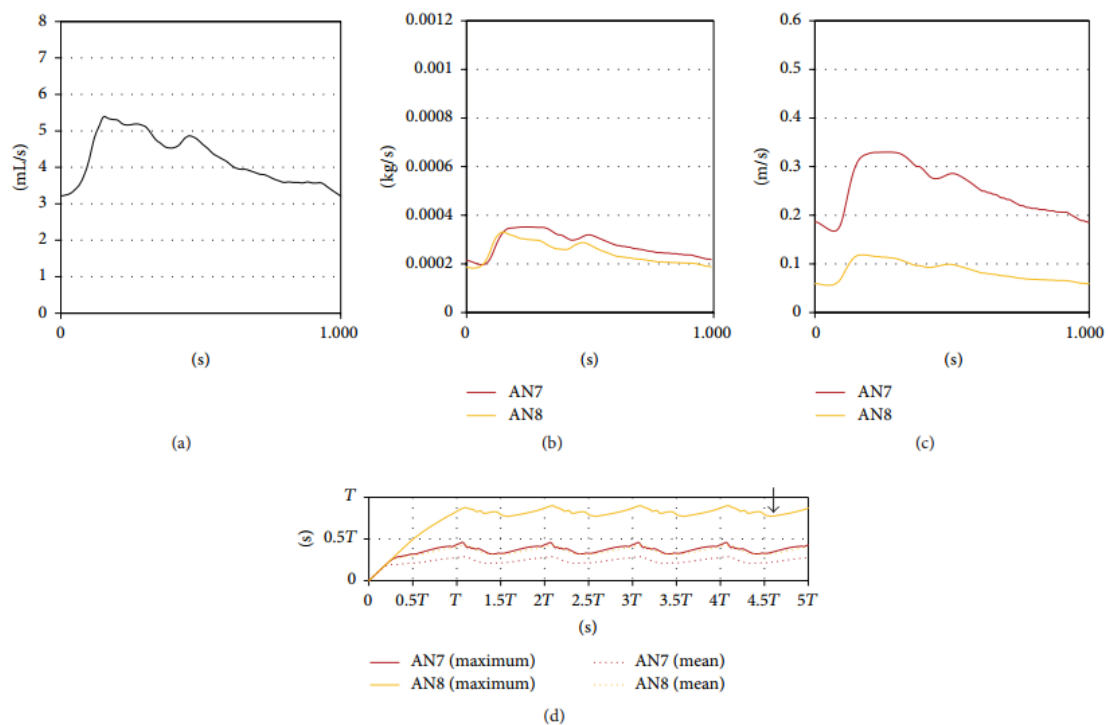 8
7
6
5
4
3
2
1
0
(mL/s)
0
1.000
(s)
(a)
0.0012
0.001
0.0008
0.0006
0.0004
0.0002
0
(kg/s)
0
1.000
(s)
AN7
AN8
(b)
0.6
0.5
0.4
0.3
0.2
0.1
0
(m/s)
0
1.000
(s)
AN7
AN8
(c)
T
0.5T
0
(s)
0 0.5T T 1.5T 2T 2.5T 3T 3.5T 4T 4.5T 5T
(s)
AN7 (maximum) AN7 (mean)
AN8 (maximum) AN8 (mean)
(d)